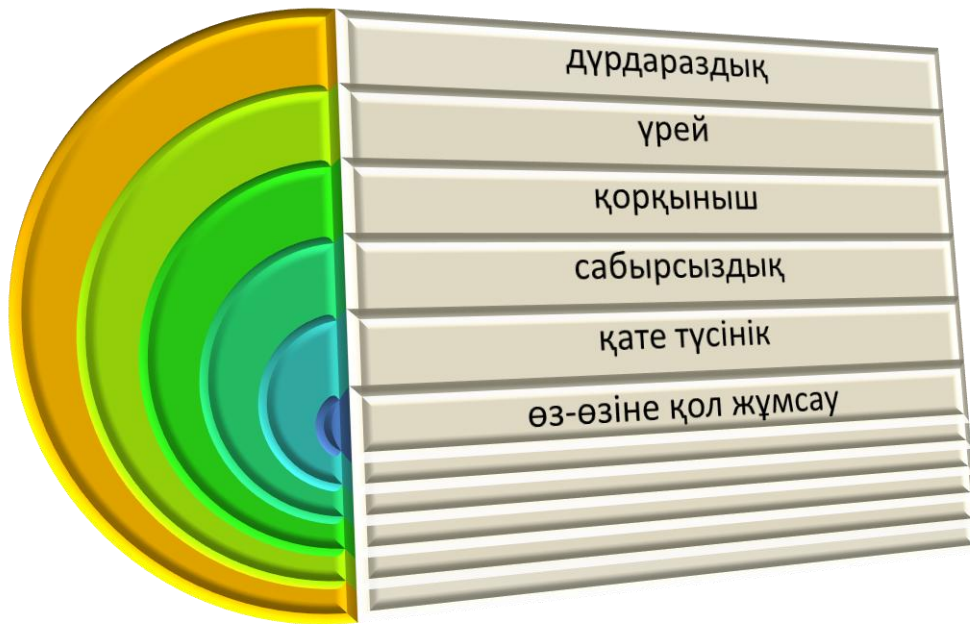 дүрдараздық
үрей
қорқыныш
сабырсыздық
қате түсінік
өз-өзіне қол жұмсау